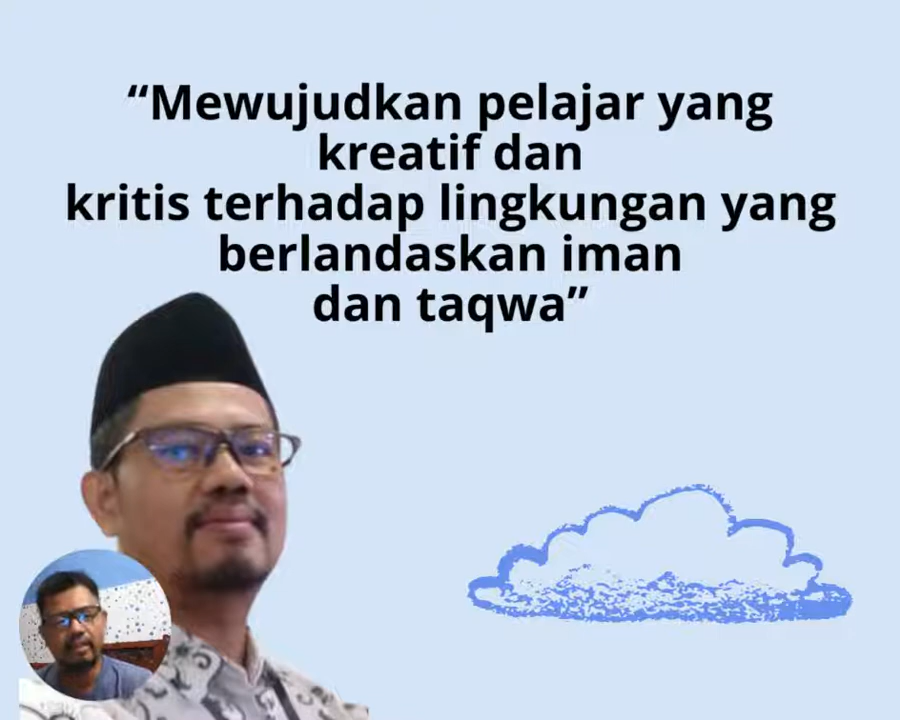 “Mewujudkan pelajar yang
kreatif dan
kritis terhadap lingkungan yang
berlandaskan iman
dan taqwa”